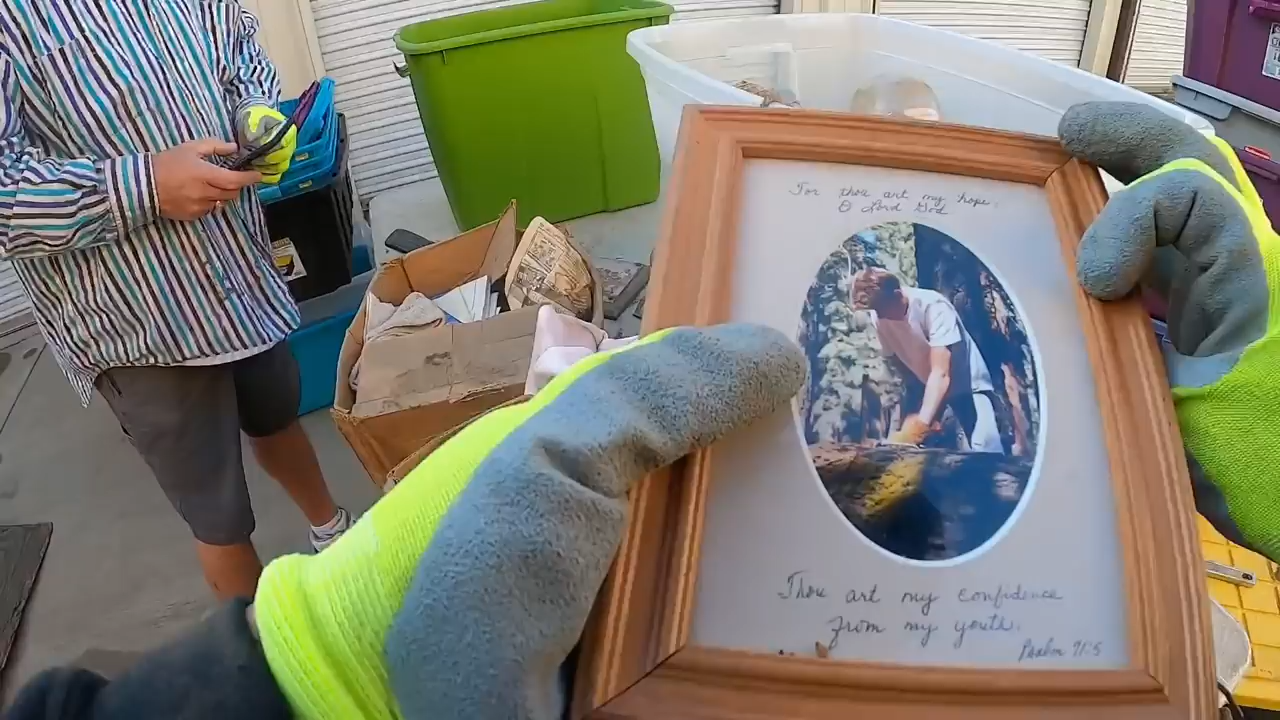 For thou art my hope,
O Lord God
Thou art my confidence
from my youth.
Psalm 71:5